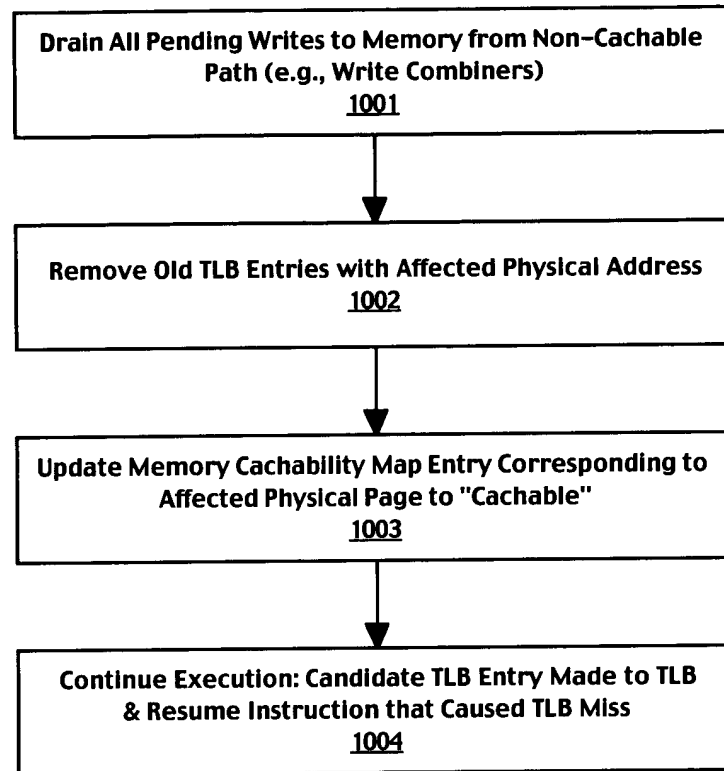 Drain All Pending Writes to Memory from Non-Cachable
Path (e.g., Write Combiners)
1001
Remove Old TLB Entries with Affected Physical Address
1002
Update Memory Cachability Map Entry Corresponding to
Affected Physical Page to "Cachable"
1003
Continue Execution: Candidate TLB Entry Made to TLB
& Resume Instruction that Caused TLB Miss
1004